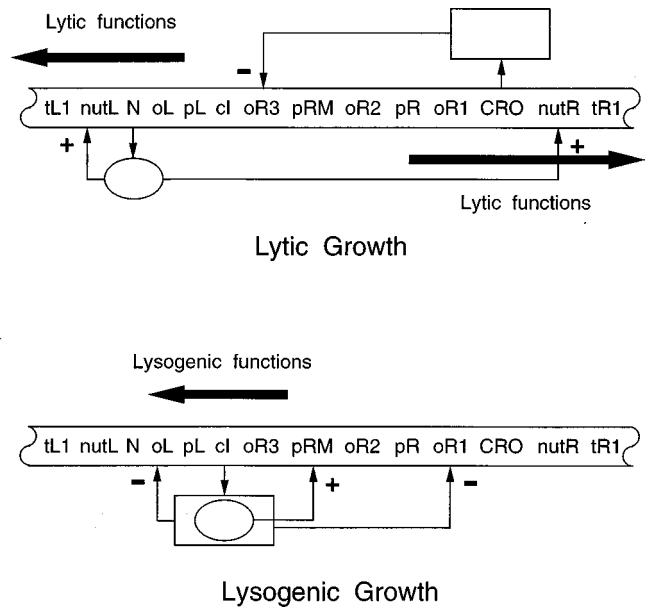 Lytic functions
-
tL1 nutL N oL pL cI oR3 pRM oR2 pR oR1 CRO nutR tR1
+ +
Lytic functions
Lytic Growth
Lysogenic functions
tL1 nutL N oL pL cI oR3 pRM oR2 pR oR1 CRO nutR tR1
- + -
Lysogenic Growth